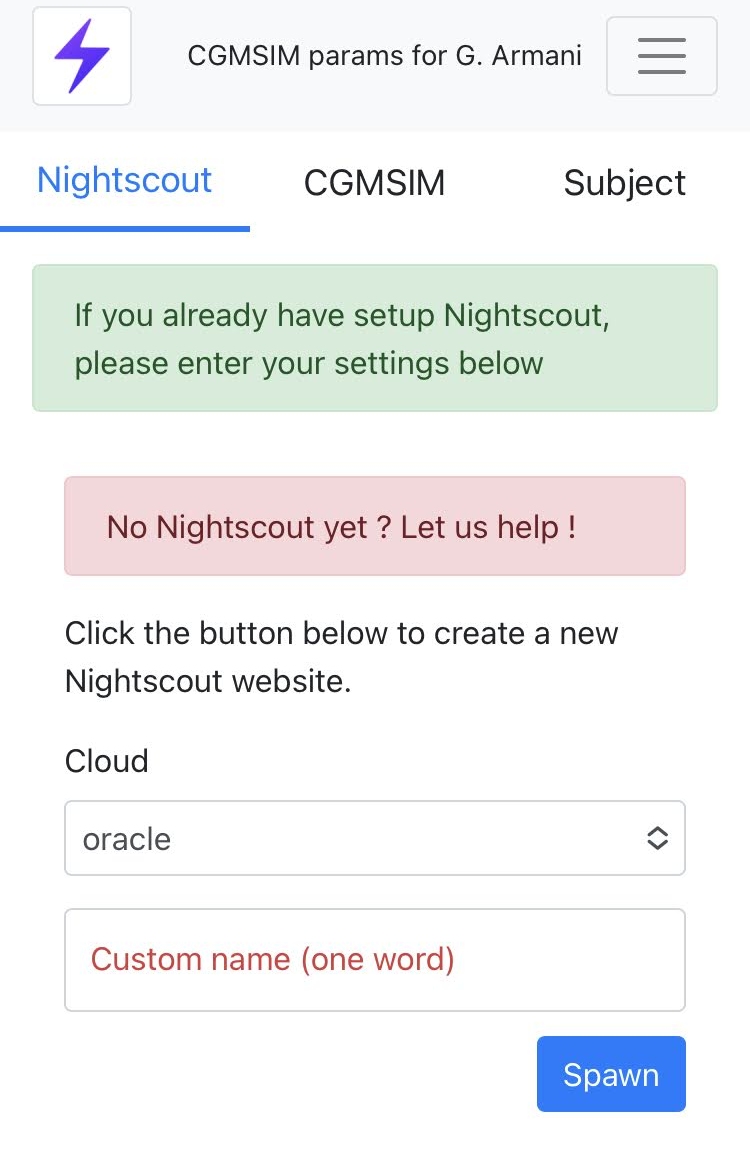 CGMSIM params for G. Armani
Nightscout CGMSIM Subject
If you already have setup Nightscout,
please enter your settings below
No Nightscout yet ? Let us help !
Click the button below to create a new
Nightscout website.
Cloud
oracle
Custom name (one word)
Spawn